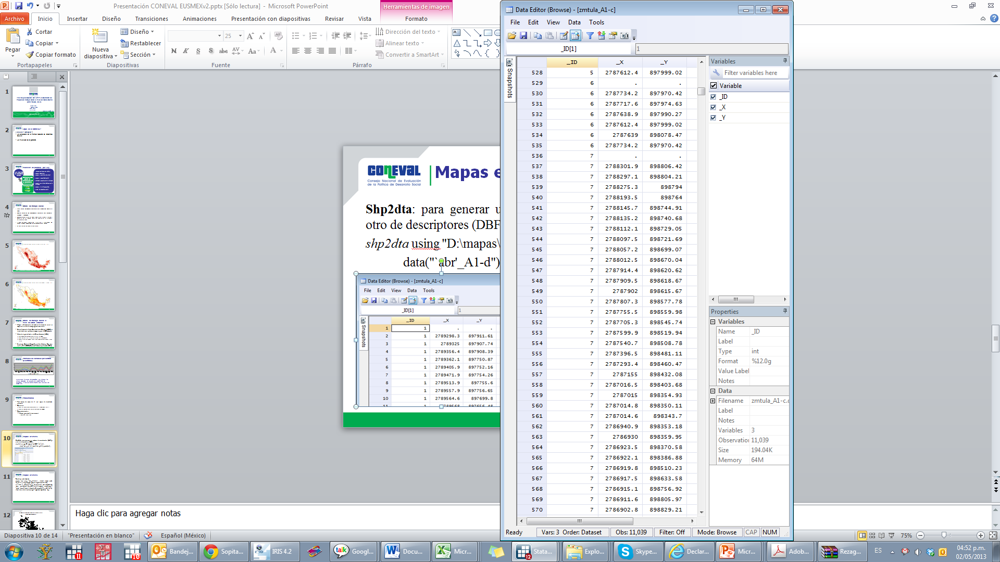 Presentación CONEVAL EUSMEXv2.pptx [Sólo lectura] - Microsoft PowerPoint
Herramientas de imagen
Archivo Inicio Insertar Diseño Transiciones Animaciones Presentación con diapositivas Revisar Vista Formato
Pegar
Cortar
Copiar
Copiar formato
Portapapeles
Nueva diapositiva
Diseño
Restablecer
Sección
Diapositivas
25
Fuente
Dirección del texto
Alinear texto
Convertir a SmartArt
Párrafo
1
2
3
4
5
6
7
8
9
10
11
12
CONEVAL
Consejo Nacional de Evaluación
de la Política de Desarrollo Social
Mapas e
Shp2dta: para generar u
otro de descriptores (DBF
shp2dta using "D:\mapas\
data("`abr'_A1-d")
Data Editor (Browse) - [zmtula_A1-c]
File Edit View Data Tools
_ID[1] 1
Snapshots
_ID _X _Y
1 1 . .
2 1 2789298.3 897911.61
3 1 2789325 897907.74
4 1 2789356.4 897908.39
5 1 2789362.1 897750.87
6 1 2789405.9 897752.16
7 1 2789471.9 897754.26
8 1 2789513.9 897755.6
9 1 2789557.9 897756.65
10 1 2789564.6 897699.8
11 1 2789568 897656.48
Haga clic para agregar notas
Diapositiva 10 de 14 "Presentación en blanco" Español (México) 75%
Data Editor (Browse) - [zmtula_A1-c]
File Edit View Data Tools
_ID[1] 1
Snapshots
_ID _X _Y
528 5 2787612.4 897999.02
529 6 . .
530 6 2787734.2 897970.42
531 6 2787717.6 897974.63
532 6 2787638.9 897990.27
533 6 2787612.4 897999.02
534 6 2787639 898078.47
535 6 2787734.2 897970.42
536 7 . .
537 7 2788301.9 898806.42
538 7 2788297.1 898804.21
539 7 2788275.3 898794
540 7 2788193.5 898764
541 7 2788145.7 898744.91
542 7 2788135.2 898740.68
543 7 2788112.1 898729.05
544 7 2788097.5 898721.69
545 7 2788057.2 898699.07
546 7 2788012.5 898670.04
547 7 2787914.4 898620.62
548 7 2787909.5 898618.67
549 7 2787902 898615.67
550 7 2787807.3 898577.78
551 7 2787755.5 898559.98
552 7 2787705.3 898545.74
553 7 2787599.9 898519.94
554 7 2787540.7 898508.78
555 7 2787396.5 898481.11
556 7 2787293.4 898460.47
557 7 2787155 898432.08
558 7 2787016.5 898403.68
559 7 2787015 898354.93
560 7 2787014.8 898350.11
561 7 2787014.6 898343.7
562 7 2786940.9 898353.18
563 7 2786930 898359.95
564 7 2786923.5 898370.58
565 7 2786922.1 898386.88
566 7 2786919.8 898510.23
567 7 2786917.5 898633.58
568 7 2786915.1 898756.92
569 7 2786911.6 898805.97
570 7 2786902.8 898829.21
Variables
Filter variables here
Variable
_ID
_X
_Y
Properties
Variables
Name _ID
Label
Type int
Format %12.0g
Value Label
Notes
Data
Filename zmtula_A1-c.d
Label
Notes
Variables 3
Observation 11,039
Size 194.04K
Memory 64M
Ready Vars: 3 Order: Dataset Obs: 11,039 Filter: Off Mode: Browse CAP NUM
11 10 Bandej... Sopita... IRIS 4.2 talk Googl... Docu... Micr... 12 Stata... Explo... Skype... Declar... Micr... Adob... Rezag... ES
04:52 p.m.
02/05/2013